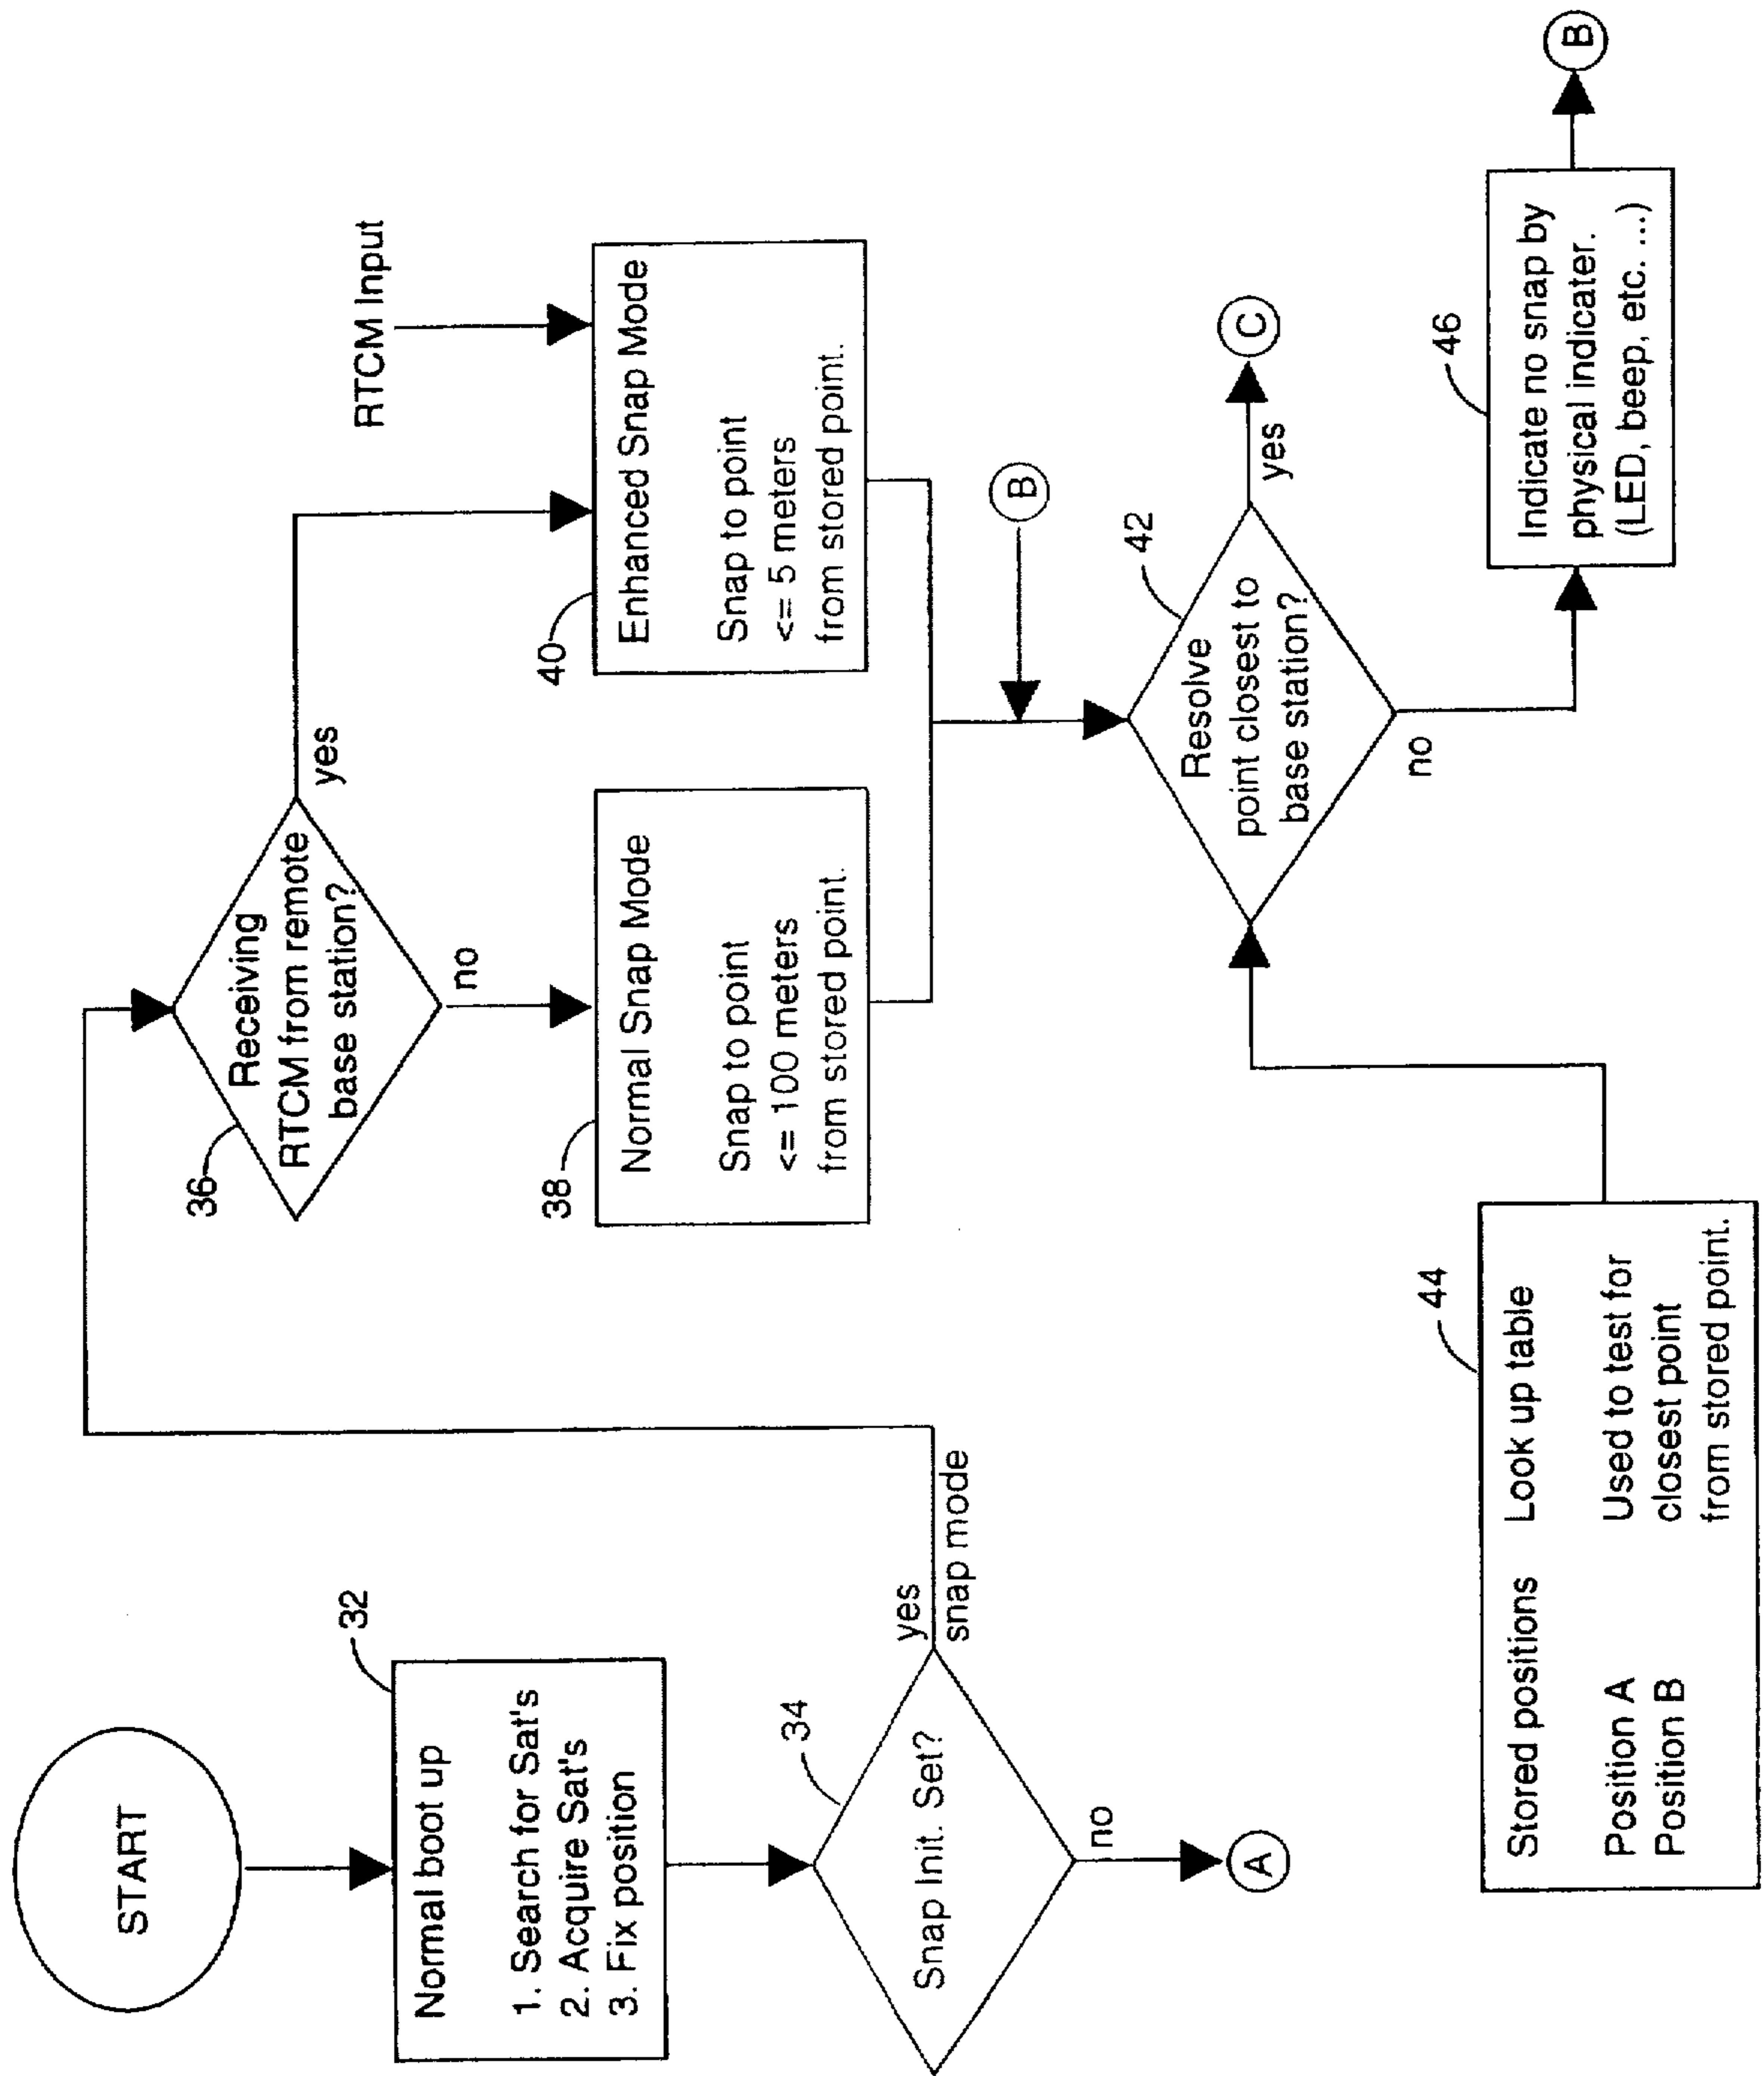 START
32
Normal boot up
1. Search for Sat's
2. Acquire Sat's
3. Fix position
34
Snap Init. Set?
yes
snap mode
no
A
36
Receiving
RTCM from remote
base station?
yes
no
38
Normal Snap Mode
Snap to point
<= 100 meters
from stored point.
RTCM Input
40
Enhanced Snap Mode
Snap to point
<= 5 meters
from stored point.
B
42
Resolve
point closest to
base station?
yes
C
no
44
Stored positions Look up table
Position A Used to test for
Position B closest point
from stored point.
46
Indicate no snap by
physical indicater.
(LED, beep, etc. ...)
B